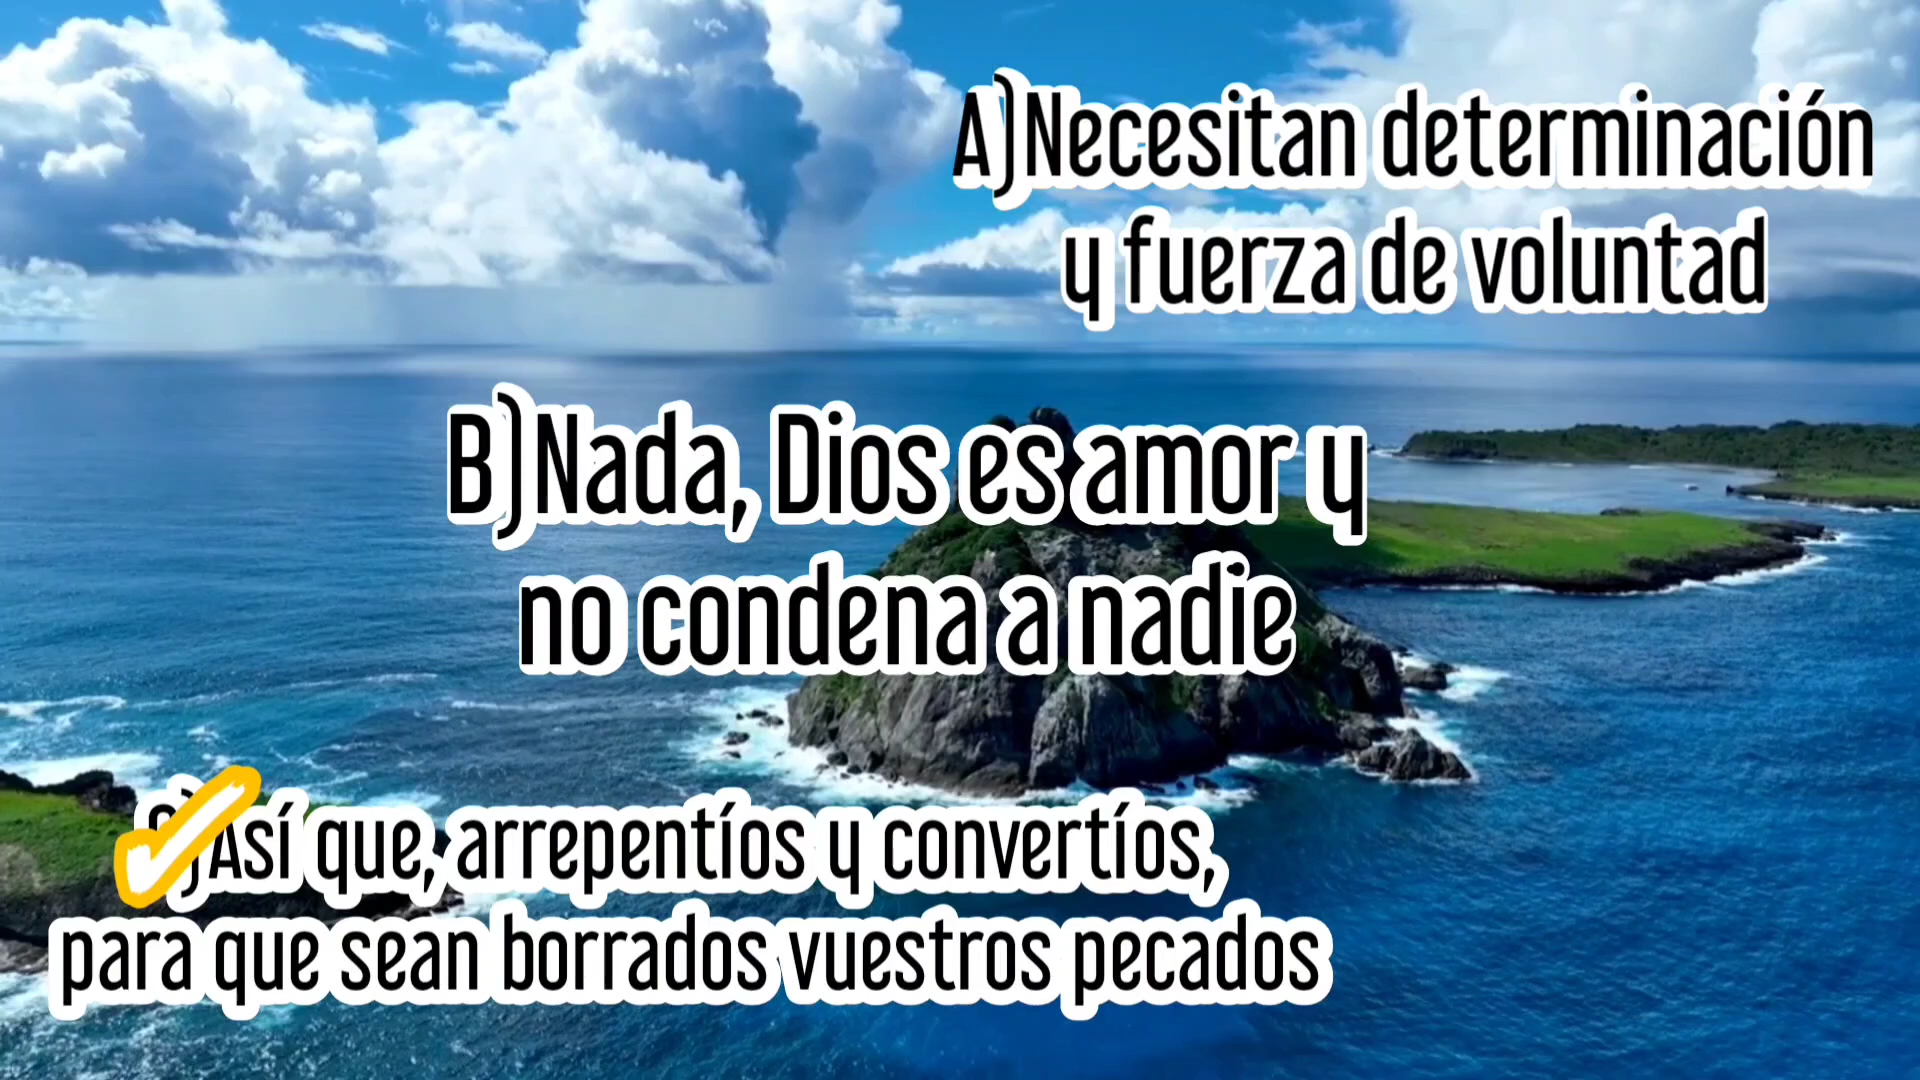 A)Necesitan determinación
y fuerza de voluntad
B)Nada, Dios es amor y
no condena a nadie
)Así que, arrepentíos y convertíos,
para que sean borrados vuestros pecados